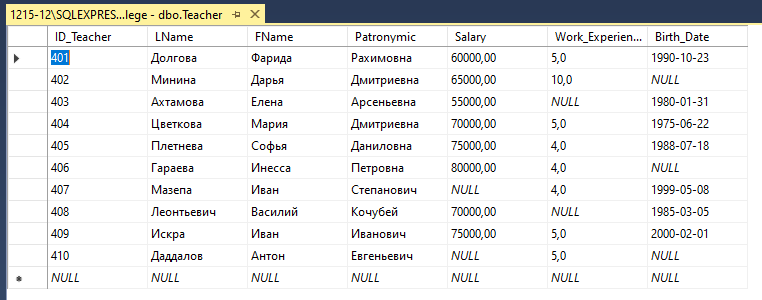 1215-12\SQLEXPRES...lege - dbo.Teacher
ID_Teacher LName FName Patronymic Salary Work_Experien... Birth_Date
401 Долгова Фарида Рахимовна 60000,00 5,0 1990-10-23
402 Минина Дарья Дмитриевна 65000,00 10,0 NULL
403 Ахтамова Елена Арсеньевна 55000,00 NULL 1980-01-31
404 Цветкова Мария Дмитриевна 70000,00 5,0 1975-06-22
405 Плетнева Софья Даниловна 75000,00 4,0 1988-07-18
406 Гараева Инесса Петровна 80000,00 4,0 NULL
407 Мазепа Иван Степанович NULL 4,0 1999-05-08
408 Леонтьевич Василий Кочубей 70000,00 NULL 1985-03-05
409 Искра Иван Иванович 75000,00 5,0 2000-02-01
410 Даддалов Антон Евгеньевич NULL 5,0 NULL
NULL NULL NULL NULL NULL NULL NULL